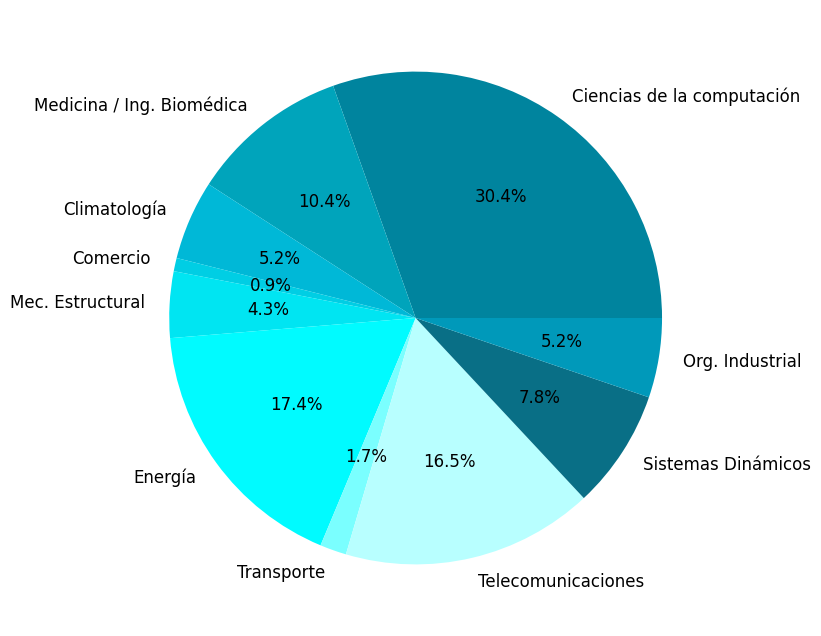 Ciencias de la computación
30.4%
Medicina / Ing. Biomédica
10.4%
Climatología
5.2%
Comercio
0.9%
Mec. Estructural
4.3%
Energía
17.4%
Transporte
1.7%
Telecomunicaciones
16.5%
Sistemas Dinámicos
7.8%
Org. Industrial
5.2%